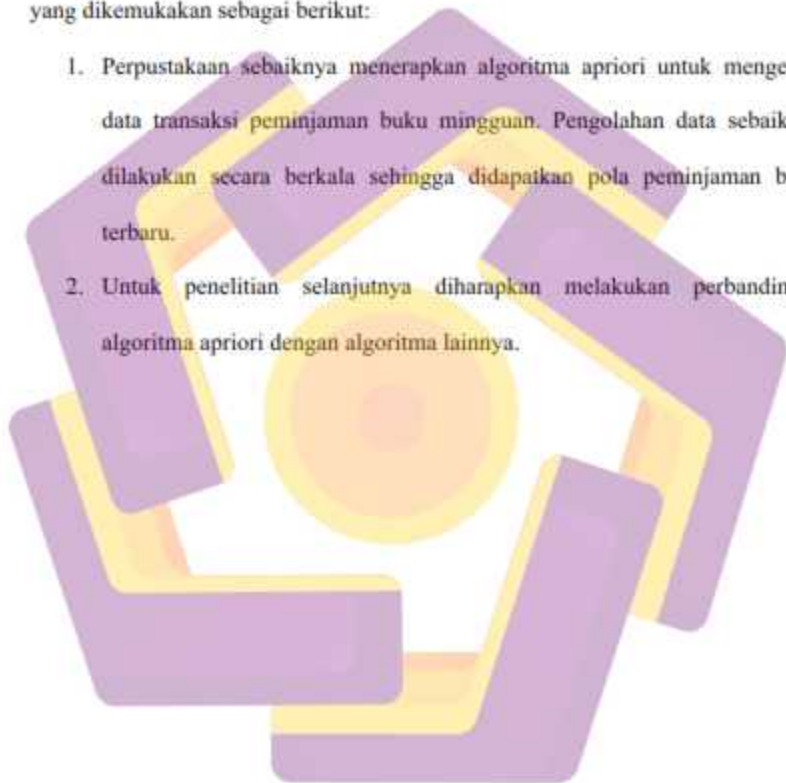 yang dikemukakan sebagai berikut:
1. Perpustakaan sebaiknya menerapkan algoritma apriori untuk menge
data transaksi peminjaman buku mingguan. Pengolahan data sebaik
dilakukan secara berkala sehingga didapatkan pola peminjaman b
terbaru.
2. Untuk penelitian selanjutnya diharapkan melakukan perbandin
algoritma apriori dengan algoritma lainnya.